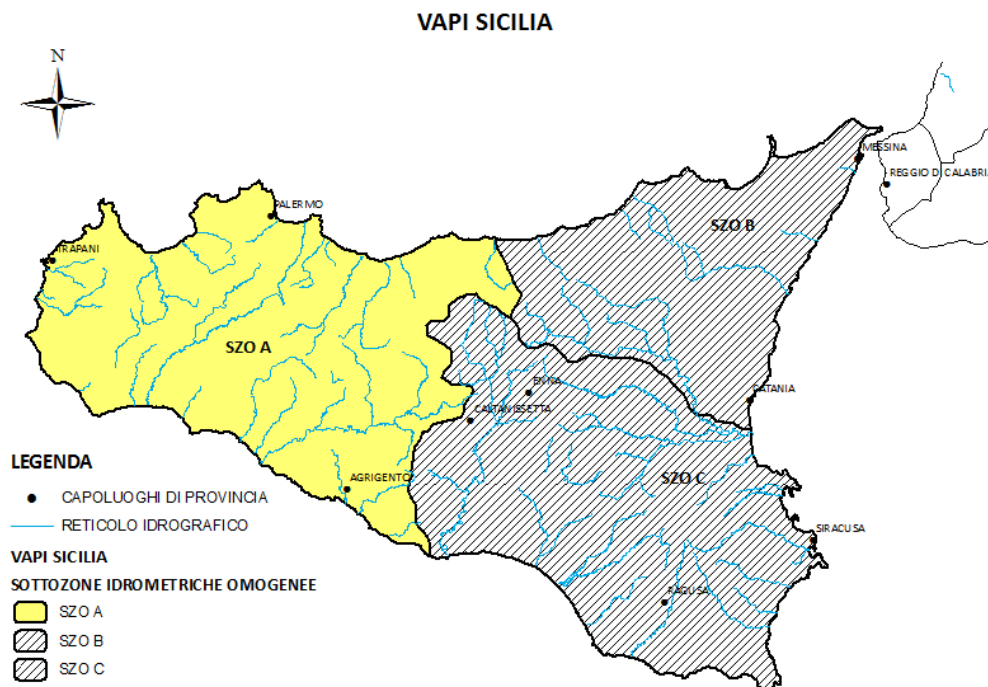 VAPI SICILIA
N
MESSINA
REGGIO DI CALABRIA
PALERMO
SZO B
TRAPANI
SZO A
ENNA
CATANIA
CALTANISSETTA
LEGENDA
AGRIGENTO
SZO C
CAPOLUOGHI DI PROVINCIA
RETICOLO IDROGRAFICO
SIRACUSA
VAPI SICILIA
SOTTOZONE IDROMETRICHE OMOGENEE
RAGUSA
SZO A
SZO B
SZO C